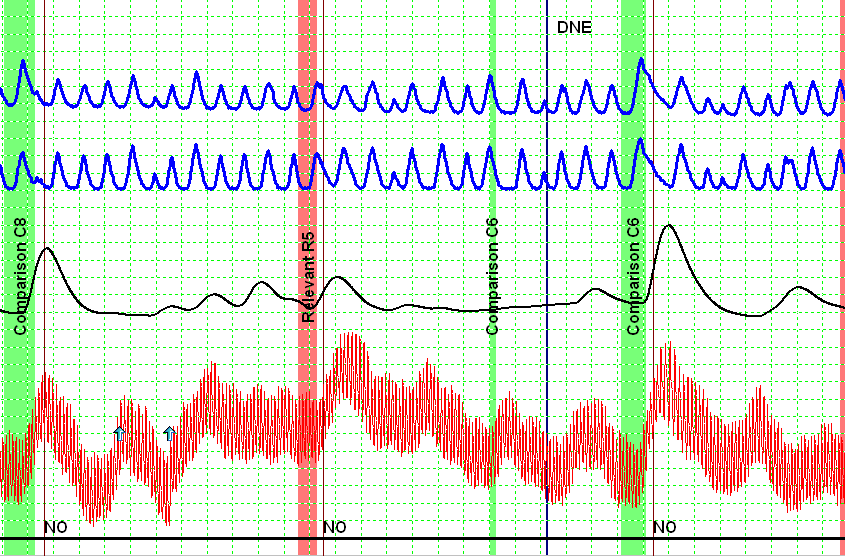 DNE
Comparison C8
Relevant R5
Comparison C6
Comparison C6
NO
NO
NO